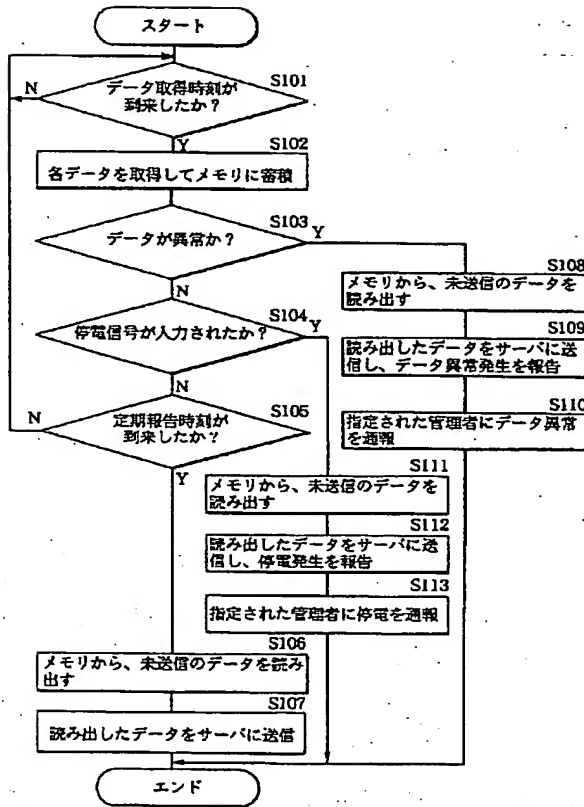 スタート
S101
データ取得時刻が
到来したか?
N
Y
S102
各データを取得してメモリに蓄積
S103
データが異常か?
Y
N
S108
メモリから、未送信のデータを
読み出す
S104
停電信号が入力されたか?
Y
N
S109
読み出したデータをサーバに送
信し、データ異常発生を報告
S105
定期報告時刻が
到来したか?
N
Y
S110
指定された管理者にデータ異常
を通報
S111
メモリから、未送信のデータを
読み出す
S112
読み出したデータをサーバに送
信し、停電発生を報告
S113
指定された管理者に停電を通報
S106
メモリから、未送信のデータを読み
出す
S107
読み出したデータをサーバに送信
エンド